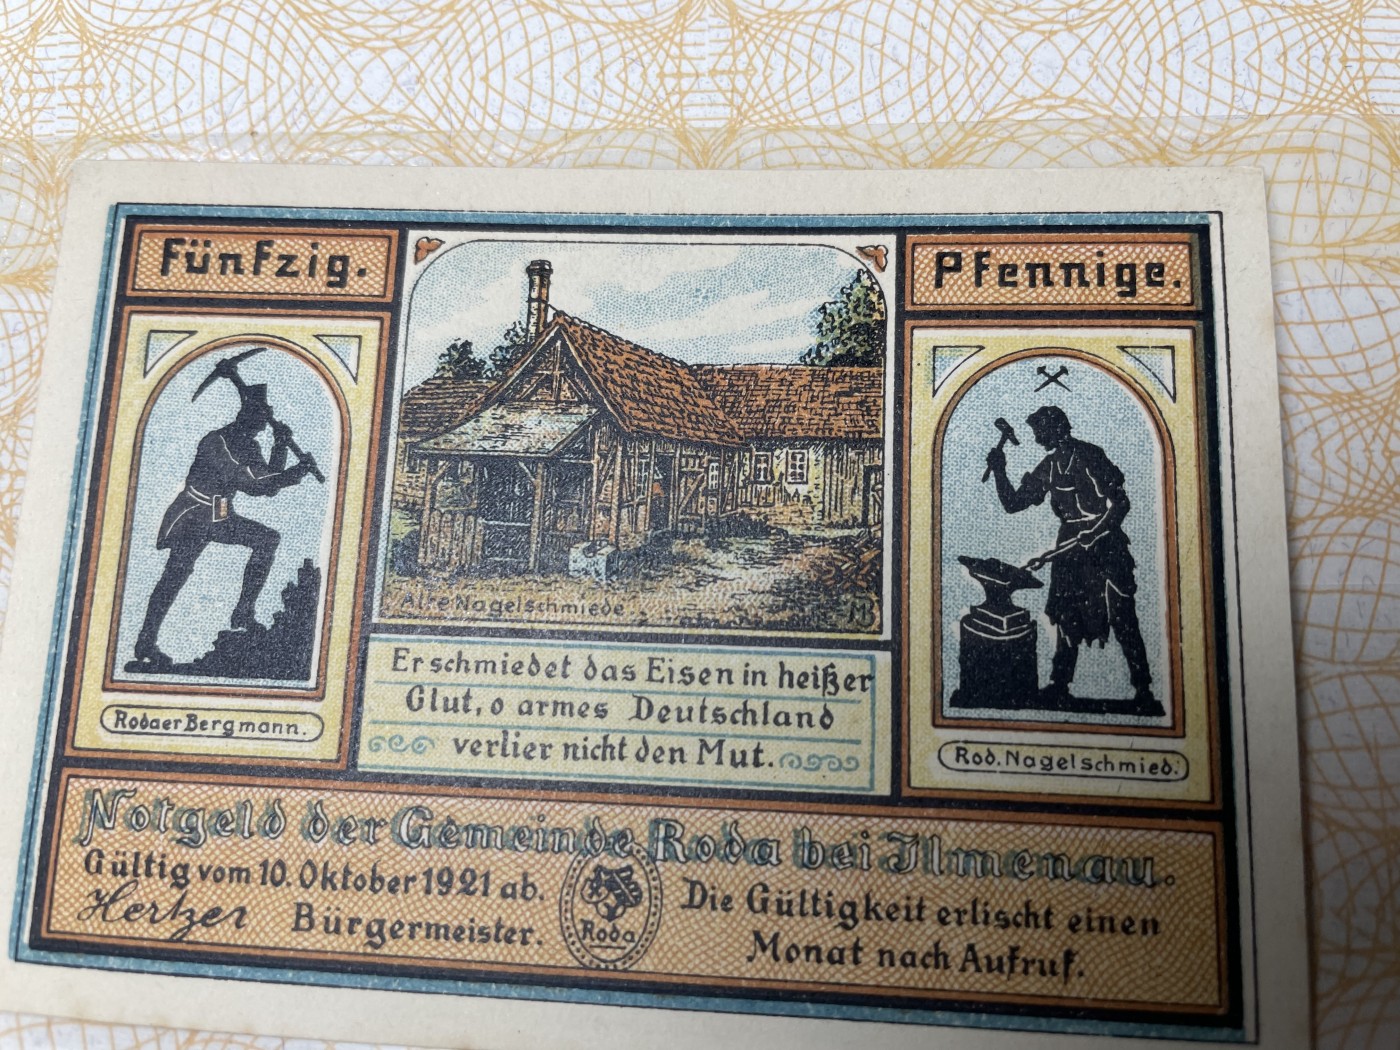 Fünfzig.
Pfennige.
Alte Nagelschmiede
M
Er schmiedet das Eisen in heißer
Glut, o armes Deutschland
verlier nicht den Mut.
Rodaer Bergmann.
Rod. Nagelschmied.
Notgeld der Gemeinde Roda bei Ilmenau.
Gültig vom 10. Oktober 1921 ab.
Hertzer Bürgermeister.
Roda
Die Gültigkeit erlischt einen
Monat nach Aufruf.